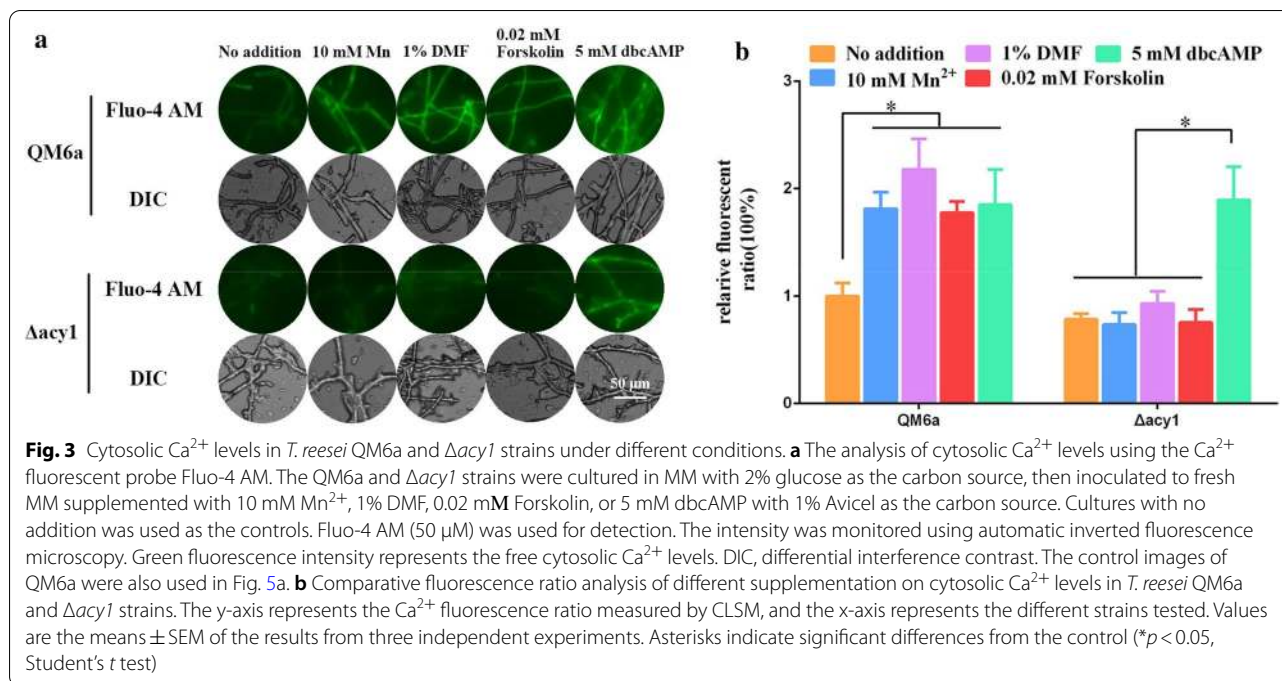 a
No addition 10 mM Mn 1% DMF 0.02 mM Forskolin 5 mM dbcAMP
QM6a
Fluo-4 AM
DIC
Δacy1
Fluo-4 AM
DIC
50 μm
b
No addition 1% DMF 5 mM dbcAMP
10 mM Mn²⁺ 0.02 mM Forskolin
relarive fluorescent
ratio(100%)
3
2
1
0
*
*
QM6a Δacy1
Fig. 3 Cytosolic Ca²⁺ levels in T. reesei QM6a and Δacy1 strains under different conditions. a The analysis of cytosolic Ca²⁺ levels using the Ca²⁺
fluorescent probe Fluo-4 AM. The QM6a and Δacy1 strains were cultured in MM with 2% glucose as the carbon source, then inoculated to fresh
MM supplemented with 10 mM Mn²⁺, 1% DMF, 0.02 mM Forskolin, or 5 mM dbcAMP with 1% Avicel as the carbon source. Cultures with no
addition was used as the controls. Fluo-4 AM (50 μM) was used for detection. The intensity was monitored using automatic inverted fluorescence
microscopy. Green fluorescence intensity represents the free cytosolic Ca²⁺ levels. DIC, differential interference contrast. The control images of
QM6a were also used in Fig. 5a. b Comparative fluorescence ratio analysis of different supplementation on cytosolic Ca²⁺ levels in T. reesei QM6a
and Δacy1 strains. The y-axis represents the Ca²⁺ fluorescence ratio measured by CLSM, and the x-axis represents the different strains tested. Values
are the means ± SEM of the results from three independent experiments. Asterisks indicate significant differences from the control (*p < 0.05,
Student's t test)